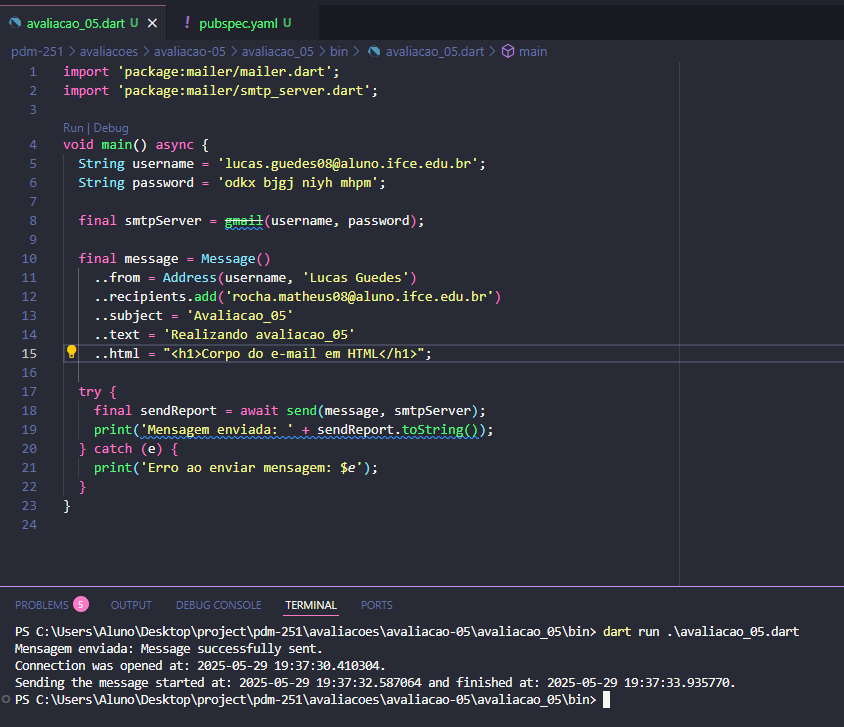 avaliacao_05.dart U
! pubspec.yaml U
pdm-251 > avaliacoes > avaliacao-05 > avaliacao_05 > bin > avaliacao_05.dart > main
1 import 'package:mailer/mailer.dart';
2 import 'package:mailer/smtp_server.dart';
3
Run | Debug
4 void main() async {
5 String username = 'lucas.guedes08@aluno.ifce.edu.br';
6 String password = 'odkx bjgj niyh mhpm';
7
8 final smtpServer = gmail(username, password);
9
10 final message = Message()
11 ..from = Address(username, 'Lucas Guedes')
12 ..recipients.add('rocha.matheus08@aluno.ifce.edu.br')
13 ..subject = 'Avaliacao_05'
14 ..text = 'Realizando avaliacao_05'
15 ..html = "<h1>Corpo do e-mail em HTML</h1>";
16
17 try {
18 final sendReport = await send(message, smtpServer);
19 print('Mensagem enviada: ' + sendReport.toString());
20 } catch (e) {
21 print('Erro ao enviar mensagem: $e');
22 }
23 }
24
PROBLEMS 5 OUTPUT DEBUG CONSOLE TERMINAL PORTS
PS C:\Users\Aluno\Desktop\project\pdm-251\avaliacoes\avaliacao-05\avaliacao_05\bin> dart run .\avaliacao_05.dart
Mensagem enviada: Message successfully sent.
Connection was opened at: 2025-05-29 19:37:30.410304.
Sending the message started at: 2025-05-29 19:37:32.587064 and finished at: 2025-05-29 19:37:33.935770.
PS C:\Users\Aluno\Desktop\project\pdm-251\avaliacoes\avaliacao-05\avaliacao_05\bin>